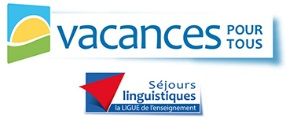 vacances POUR TOUS
Séjours
linguistiques
la LIGUE de l'enseignement